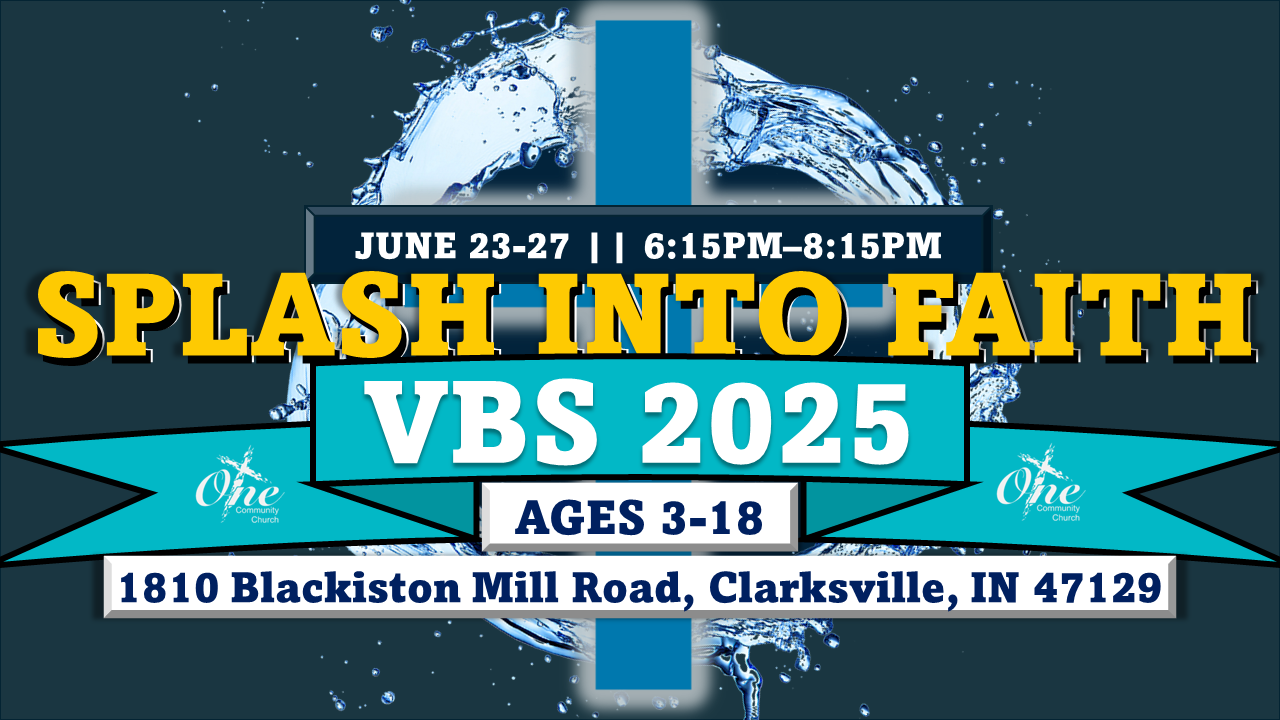 JUNE 23-27 || 6:15PM–8:15PM
SPLASH INTO FAITH
VBS 2025
One
Community
Church
One
Community
Church
AGES 3-18
1810 Blackiston Mill Road, Clarksville, IN 47129